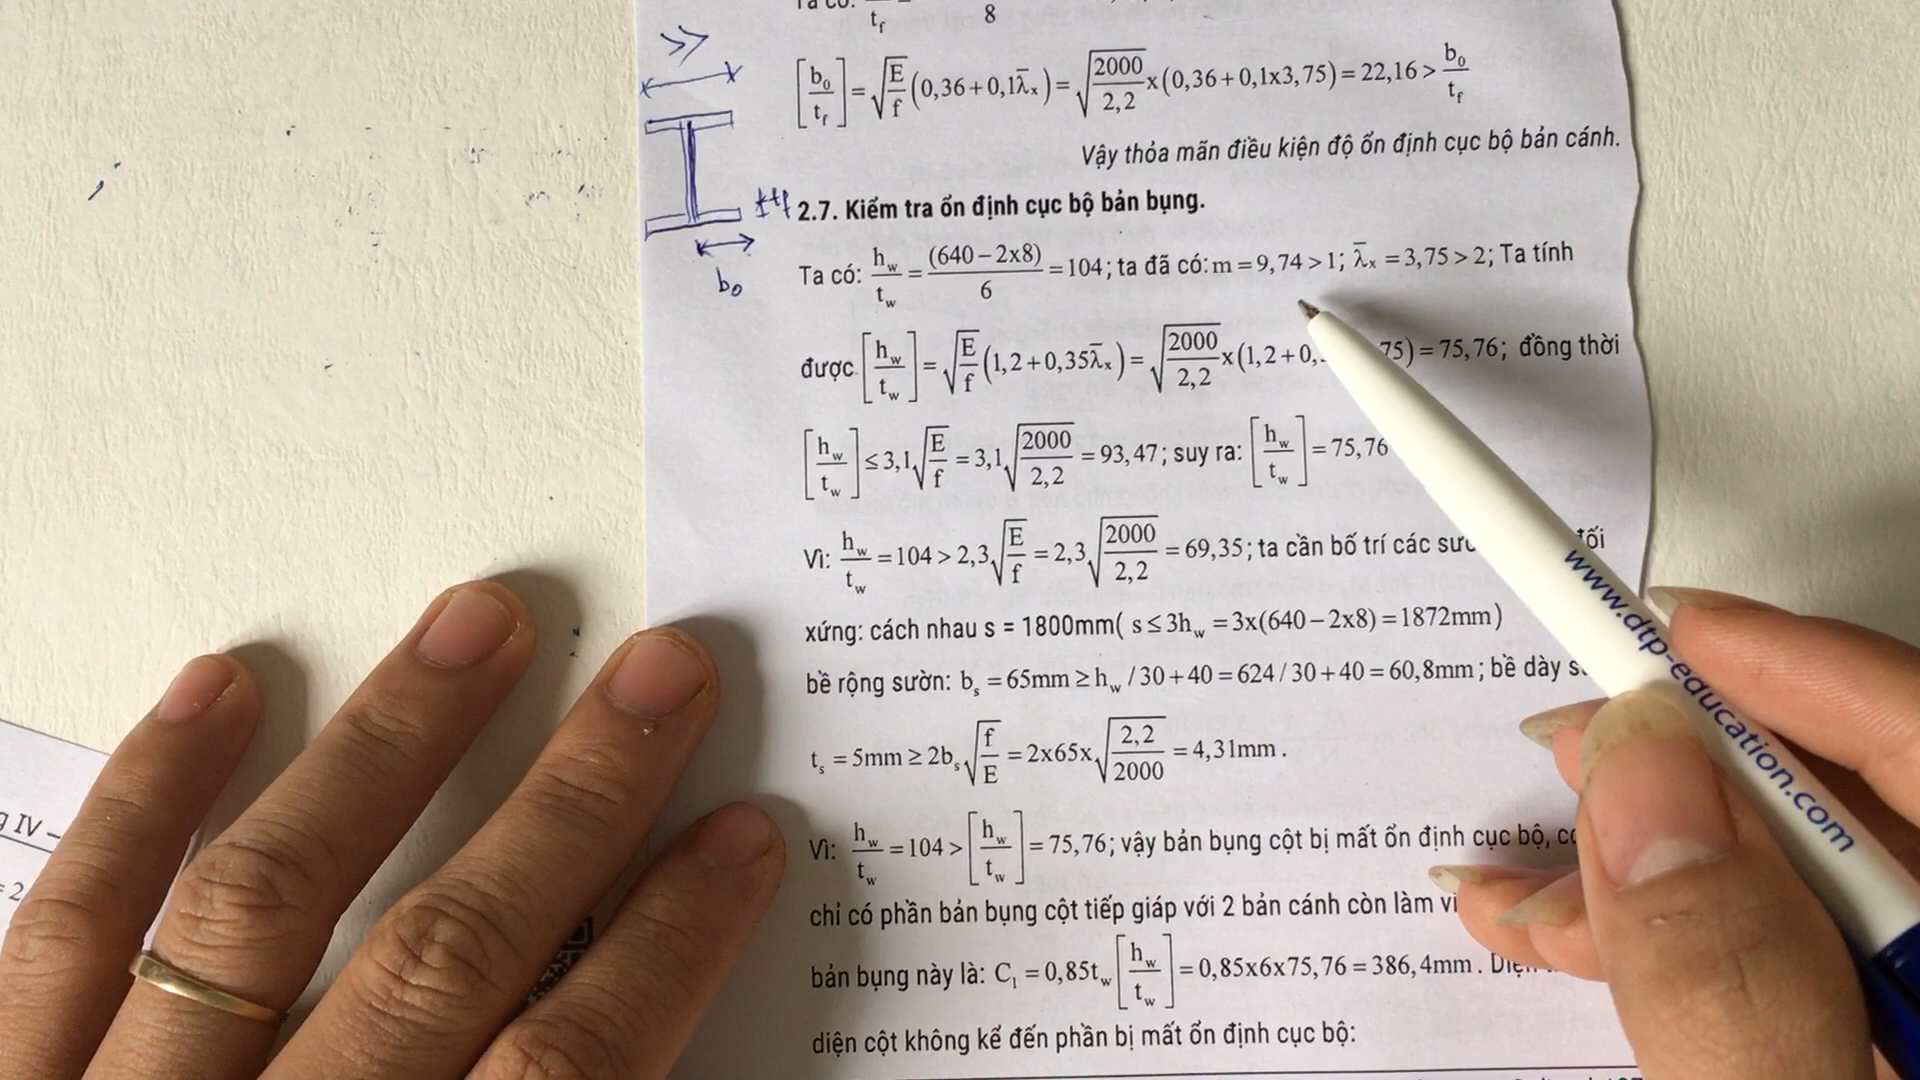 Ta có: t_f 8
[b₀/t_f] = √(E/f) (0,36 + 0,1λ̄ₓ) = √(2000/2,2) x (0,36 + 0,1x3,75) = 22,16 > b₀/t_f
Vậy thỏa mãn điều kiện độ ổn định cục bộ bản cánh.
tf
b₀
2.7. Kiểm tra ổn định cục bộ bản bụng.
Ta có: h_w/t_w = (640 – 2x8)/6 = 104; ta đã có: m = 9,74 > 1; λ̄ₓ = 3,75 > 2; Ta tính
được [h_w/t_w] = √(E/f) (1,2 + 0,35λ̄ₓ) = √(2000/2,2) x (1,2 + 0, 75) = 75,76; đồng thời
[h_w/t_w] ≤ 3,1√(E/f) = 3,1√(2000/2,2) = 93,47; suy ra: [h_w/t_w] = 75,76
Vì: h_w/t_w = 104 > 2,3√(E/f) = 2,3√(2000/2,2) = 69,35; ta cần bố trí các
xứng: cách nhau s = 1800mm( s ≤ 3h_w = 3x(640 – 2x8) = 1872mm)
bề rộng sườn: b_s = 65mm ≥ h_w / 30 + 40 = 624 / 30 + 40 = 60,8mm; bề dày
t_s = 5mm ≥ 2b_s√(f/E) = 2x65x√(2,2/2000) = 4,31mm.
Vì: h_w/t_w = 104 > [h_w/t_w] = 75,76; vậy bản bụng cột bị mất ổn định cục bộ,
chỉ có phần bản bụng cột tiếp giáp với 2 bản cánh còn làm
bản bụng này là: C₁ = 0,85t_w [h_w/t_w] = 0,85x6x75,76 = 386,4mm.
diện cột không kể đến phần bị mất ổn định cục bộ:
IV –
= 2
www.dtp-education.com